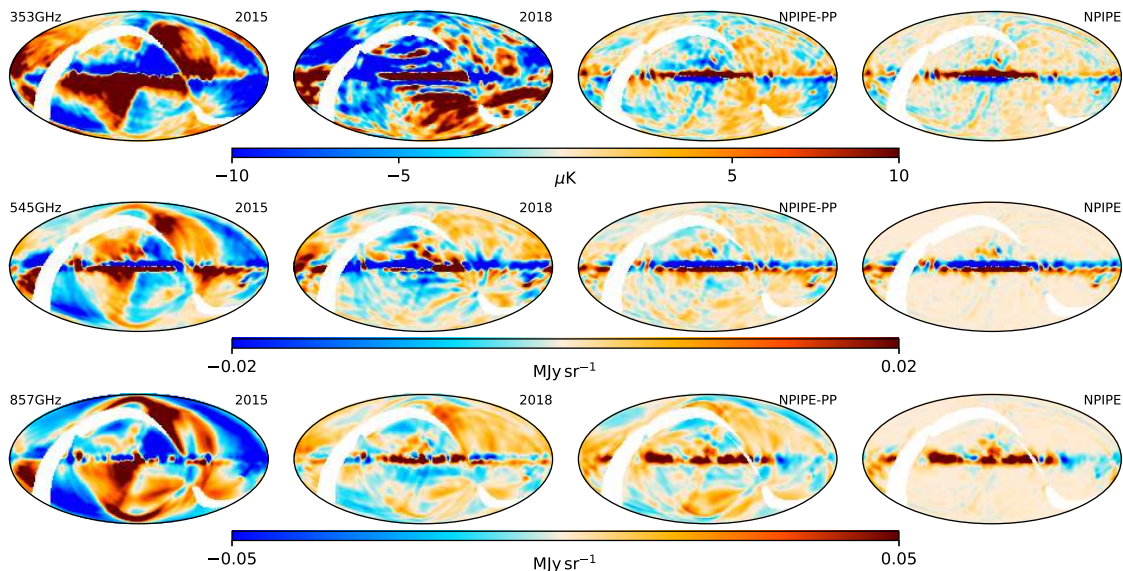 353GHz 2015 2018 NPIPE-PP NPIPE
−10 −5 0 5 10
μK
545GHz 2015 2018 NPIPE-PP NPIPE
−0.02 0.02
MJy sr⁻¹
857GHz 2015 2018 NPIPE-PP NPIPE
−0.05 0.05
MJy sr⁻¹